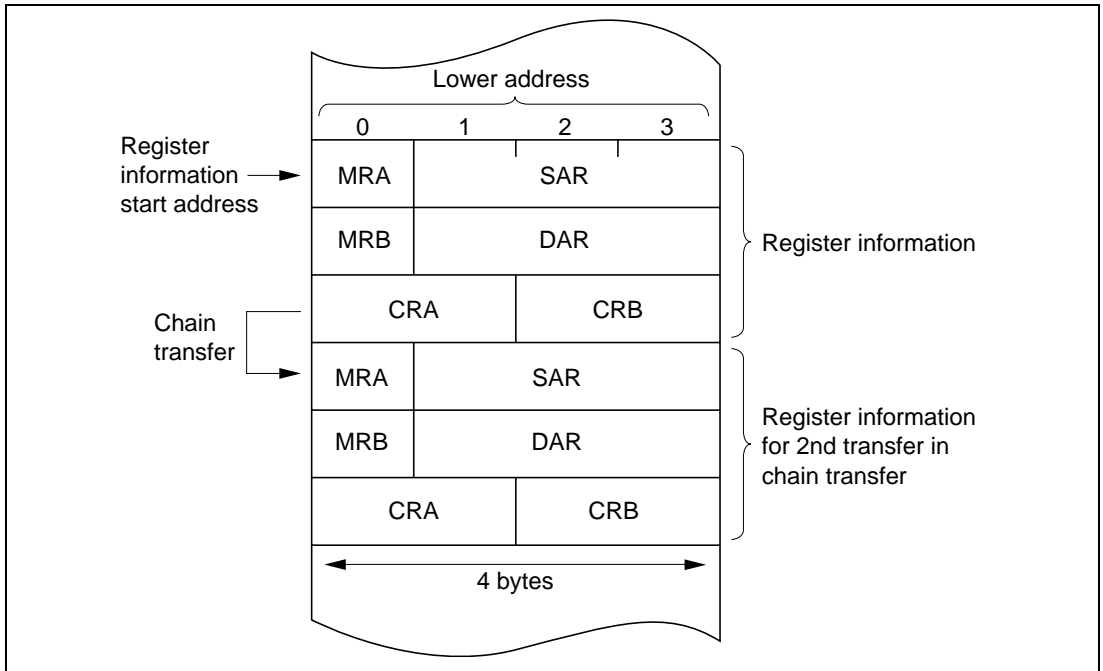 Lower address
0 1 2 3
Register
information
start address
MRA SAR
MRB DAR
Register information
CRA CRB
Chain
transfer
MRA SAR
MRB DAR
Register information
for 2nd transfer in
chain transfer
CRA CRB
4 bytes